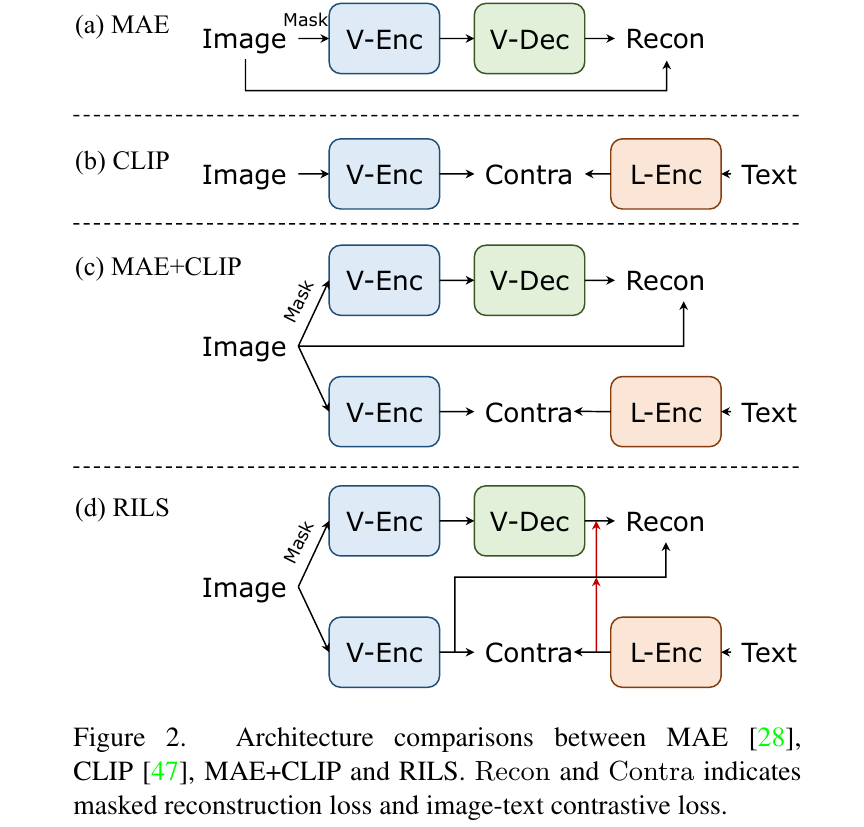 (a) MAE
Image Mask V-Enc V-Dec Recon
(b) CLIP
Image V-Enc Contra L-Enc Text
(c) MAE+CLIP
Mask V-Enc V-Dec Recon
Image
V-Enc Contra L-Enc Text
(d) RILS
Mask V-Enc V-Dec Recon
Image
V-Enc Contra L-Enc Text
Figure 2. Architecture comparisons between MAE [28],
CLIP [47], MAE+CLIP and RILS. Recon and Contra indicates
masked reconstruction loss and image-text contrastive loss.